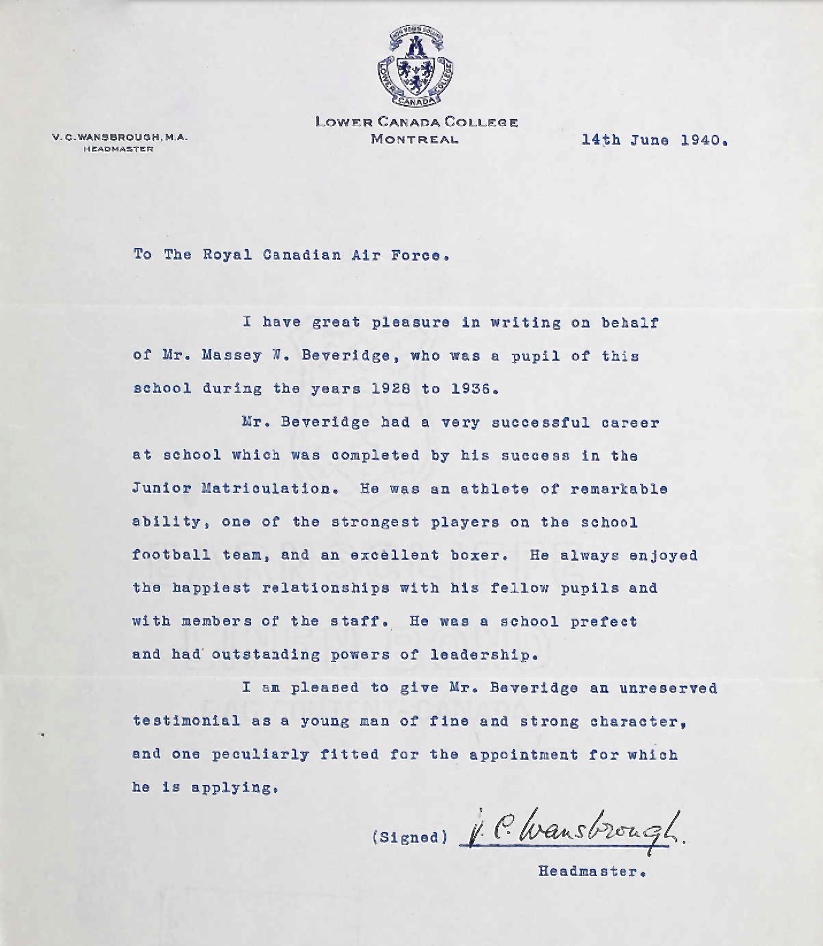 LOWER CANADA COLLEGE
LOWER CANADA COLLEGE
MONTREAL
V. C. WANSBROUGH, M.A.
HEADMASTER
14th June 1940.
To The Royal Canadian Air Force.
I have great pleasure in writing on behalf
of Mr. Massey W. Beveridge, who was a pupil of this
school during the years 1928 to 1936.
Mr. Beveridge had a very successful career
at school which was completed by his success in the
Junior Matriculation. He was an athlete of remarkable
ability, one of the strongest players on the school
football team, and an excellent boxer. He always enjoyed
the happiest relationships with his fellow pupils and
with members of the staff. He was a school prefect
and had outstanding powers of leadership.
I am pleased to give Mr. Beveridge an unreserved
testimonial as a young man of fine and strong character,
and one peculiarly fitted for the appointment for which
he is applying.
(Signed) V. C. Wansbrough.
Headmaster.